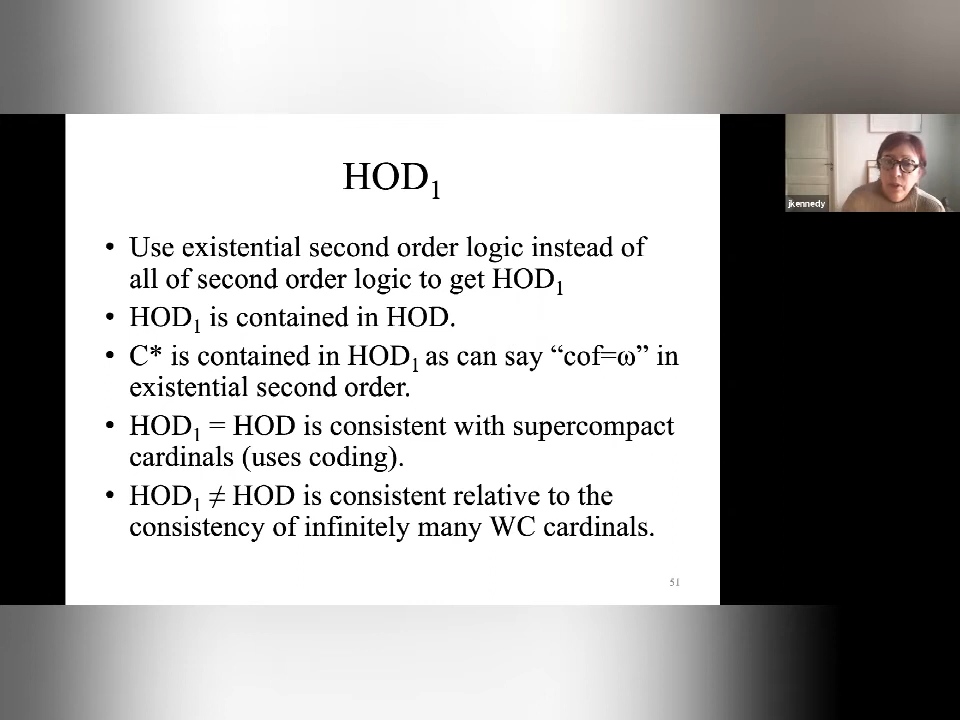 HOD₁
• Use existential second order logic instead of
all of second order logic to get HOD₁
• HOD₁ is contained in HOD.
• C* is contained in HOD₁ as can say “cof=ω” in
existential second order.
• HOD₁ = HOD is consistent with supercompact
cardinals (uses coding).
• HOD₁ ≠ HOD is consistent relative to the
consistency of infinitely many WC cardinals.
51
jkennedy